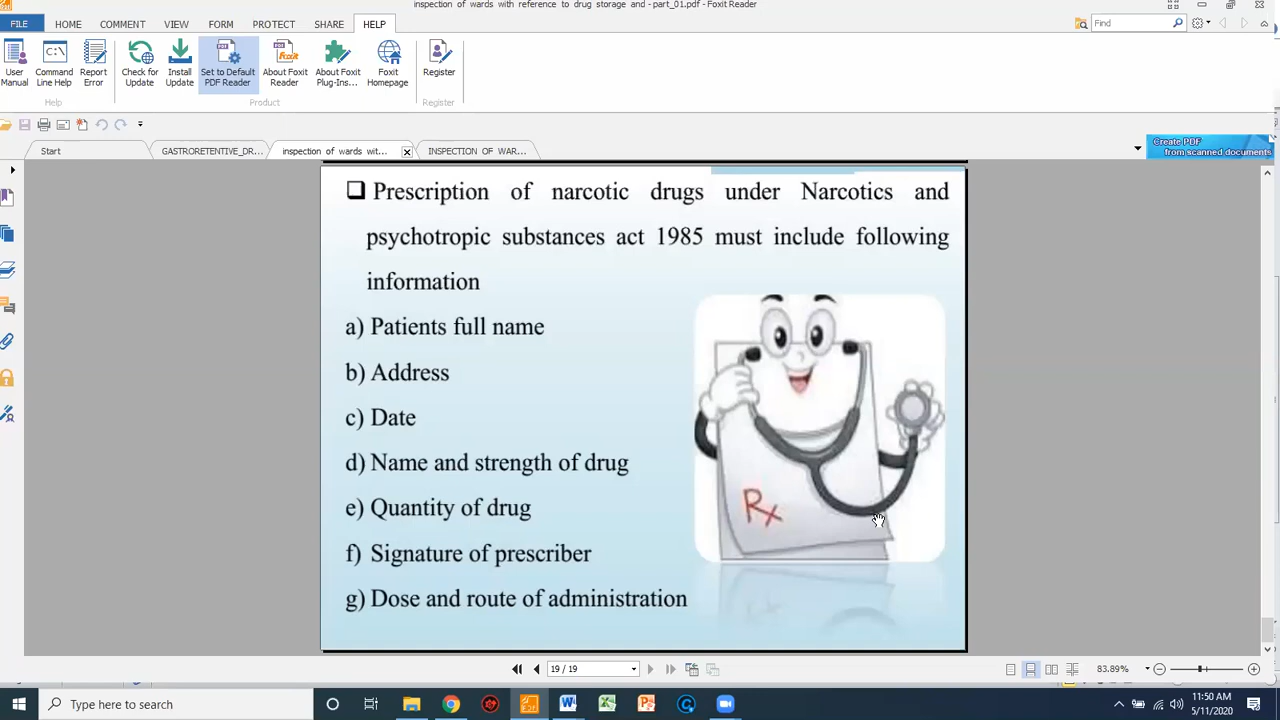 inspection of wards with reference to drug storage and - part_01.pdf - Foxit Reader
FILE HOME COMMENT VIEW FORM PROTECT SHARE HELP Find
User Manual
Command Line Help
Report Error
Check for Update
Install Update
Set to Default PDF Reader
About Foxit Reader
About Foxit Plug-Ins...
Foxit Homepage
Register
Help Product Register
Start GASTRORETENTIVE_DR... inspection of wards wit... INSPECTION OF WAR...
Create PDF
from scanned documents
Prescription of narcotic drugs under Narcotics and
psychotropic substances act 1985 must include following
information
a) Patients full name
b) Address
c) Date
d) Name and strength of drug
e) Quantity of drug
f) Signature of prescriber
g) Dose and route of administration
Rx
19 / 19 83.89%
Type here to search
11:50 AM
5/11/2020